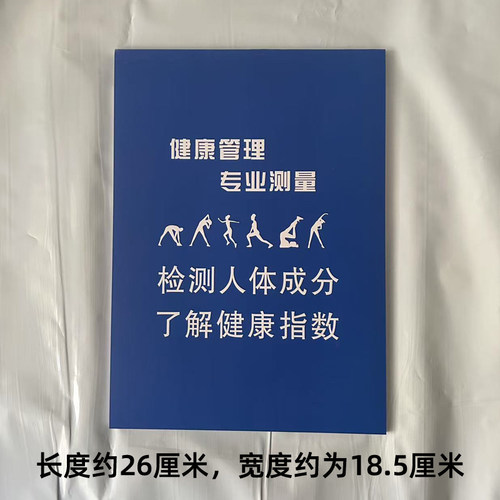 健康管理
专业测量
检测人体成分
了解健康指数
长度约26厘米，宽度约为18.5厘米